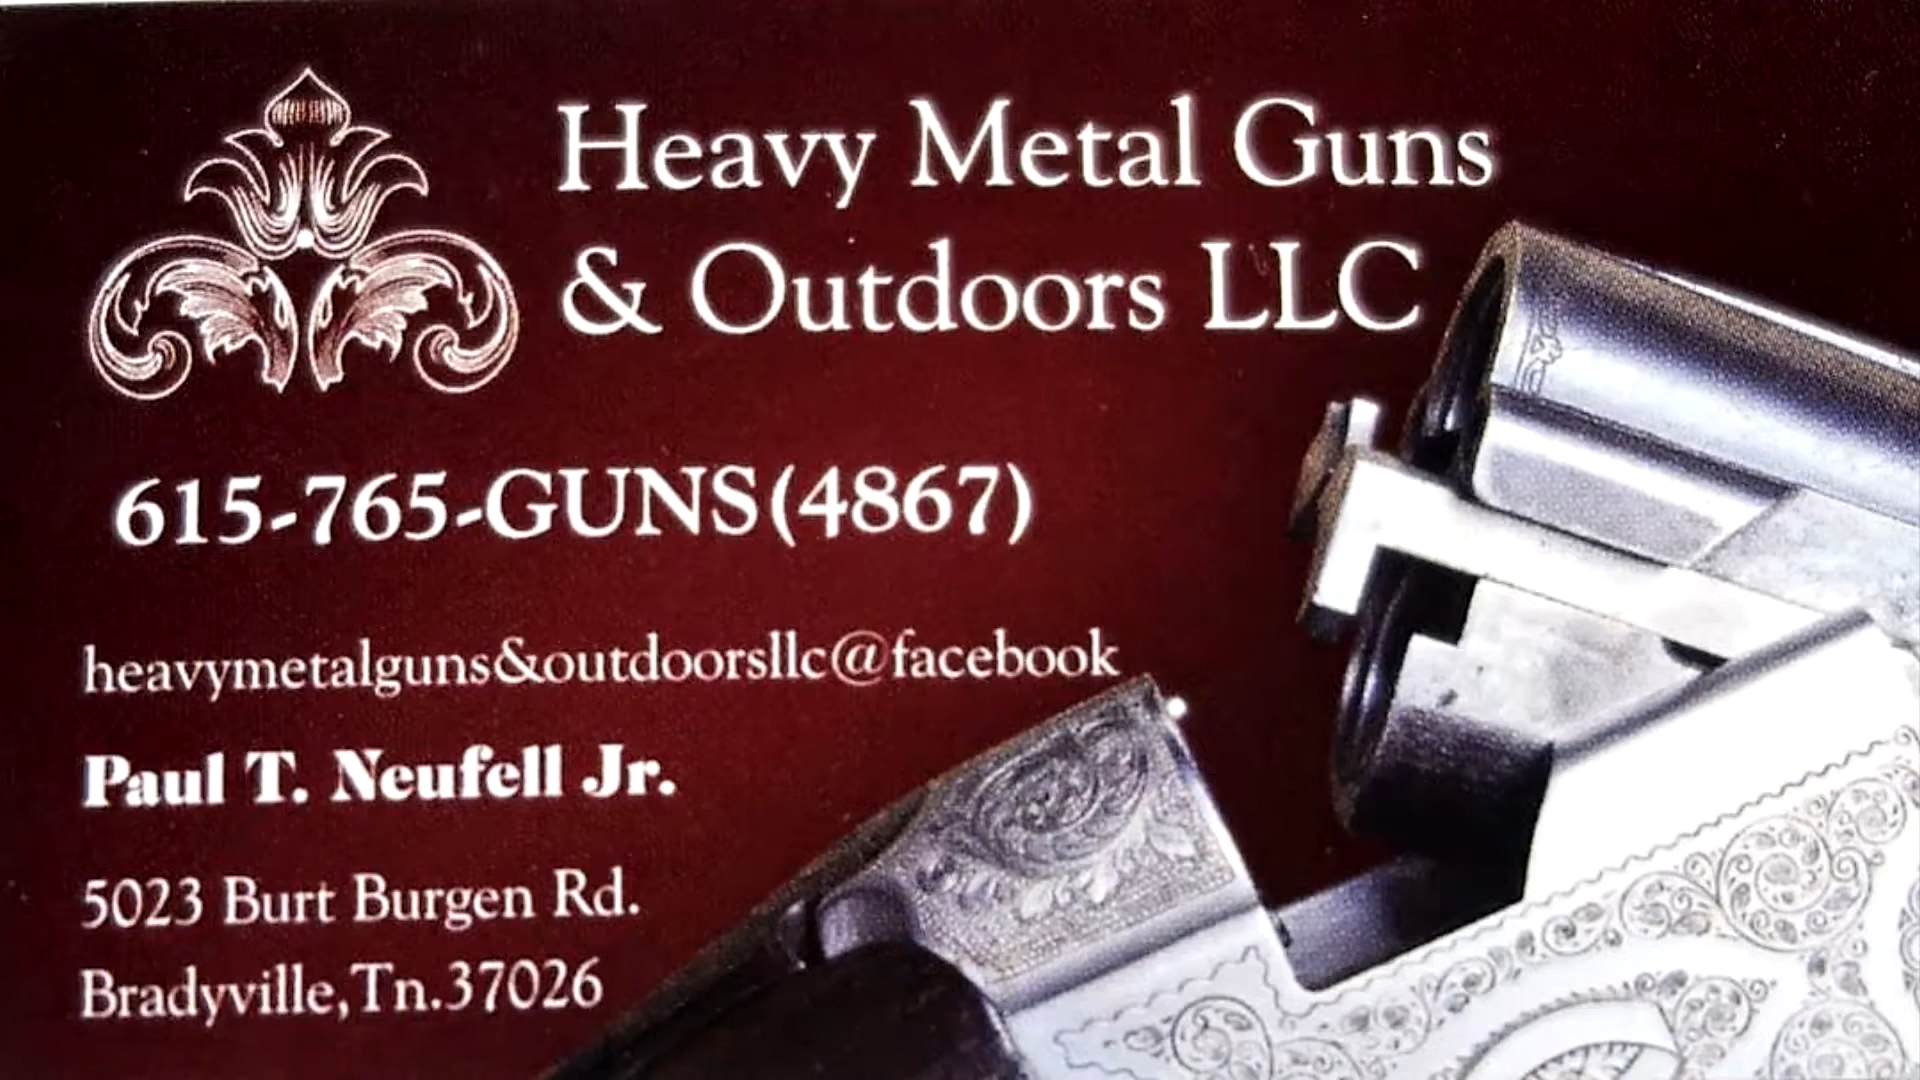 Heavy Metal Guns
& Outdoors LLC
615-765-GUNS(4867)
heavymetalguns&outdoorsllc@facebook
Paul T. Neufell Jr.
5023 Burt Burgen Rd.
Bradyville,Tn.37026